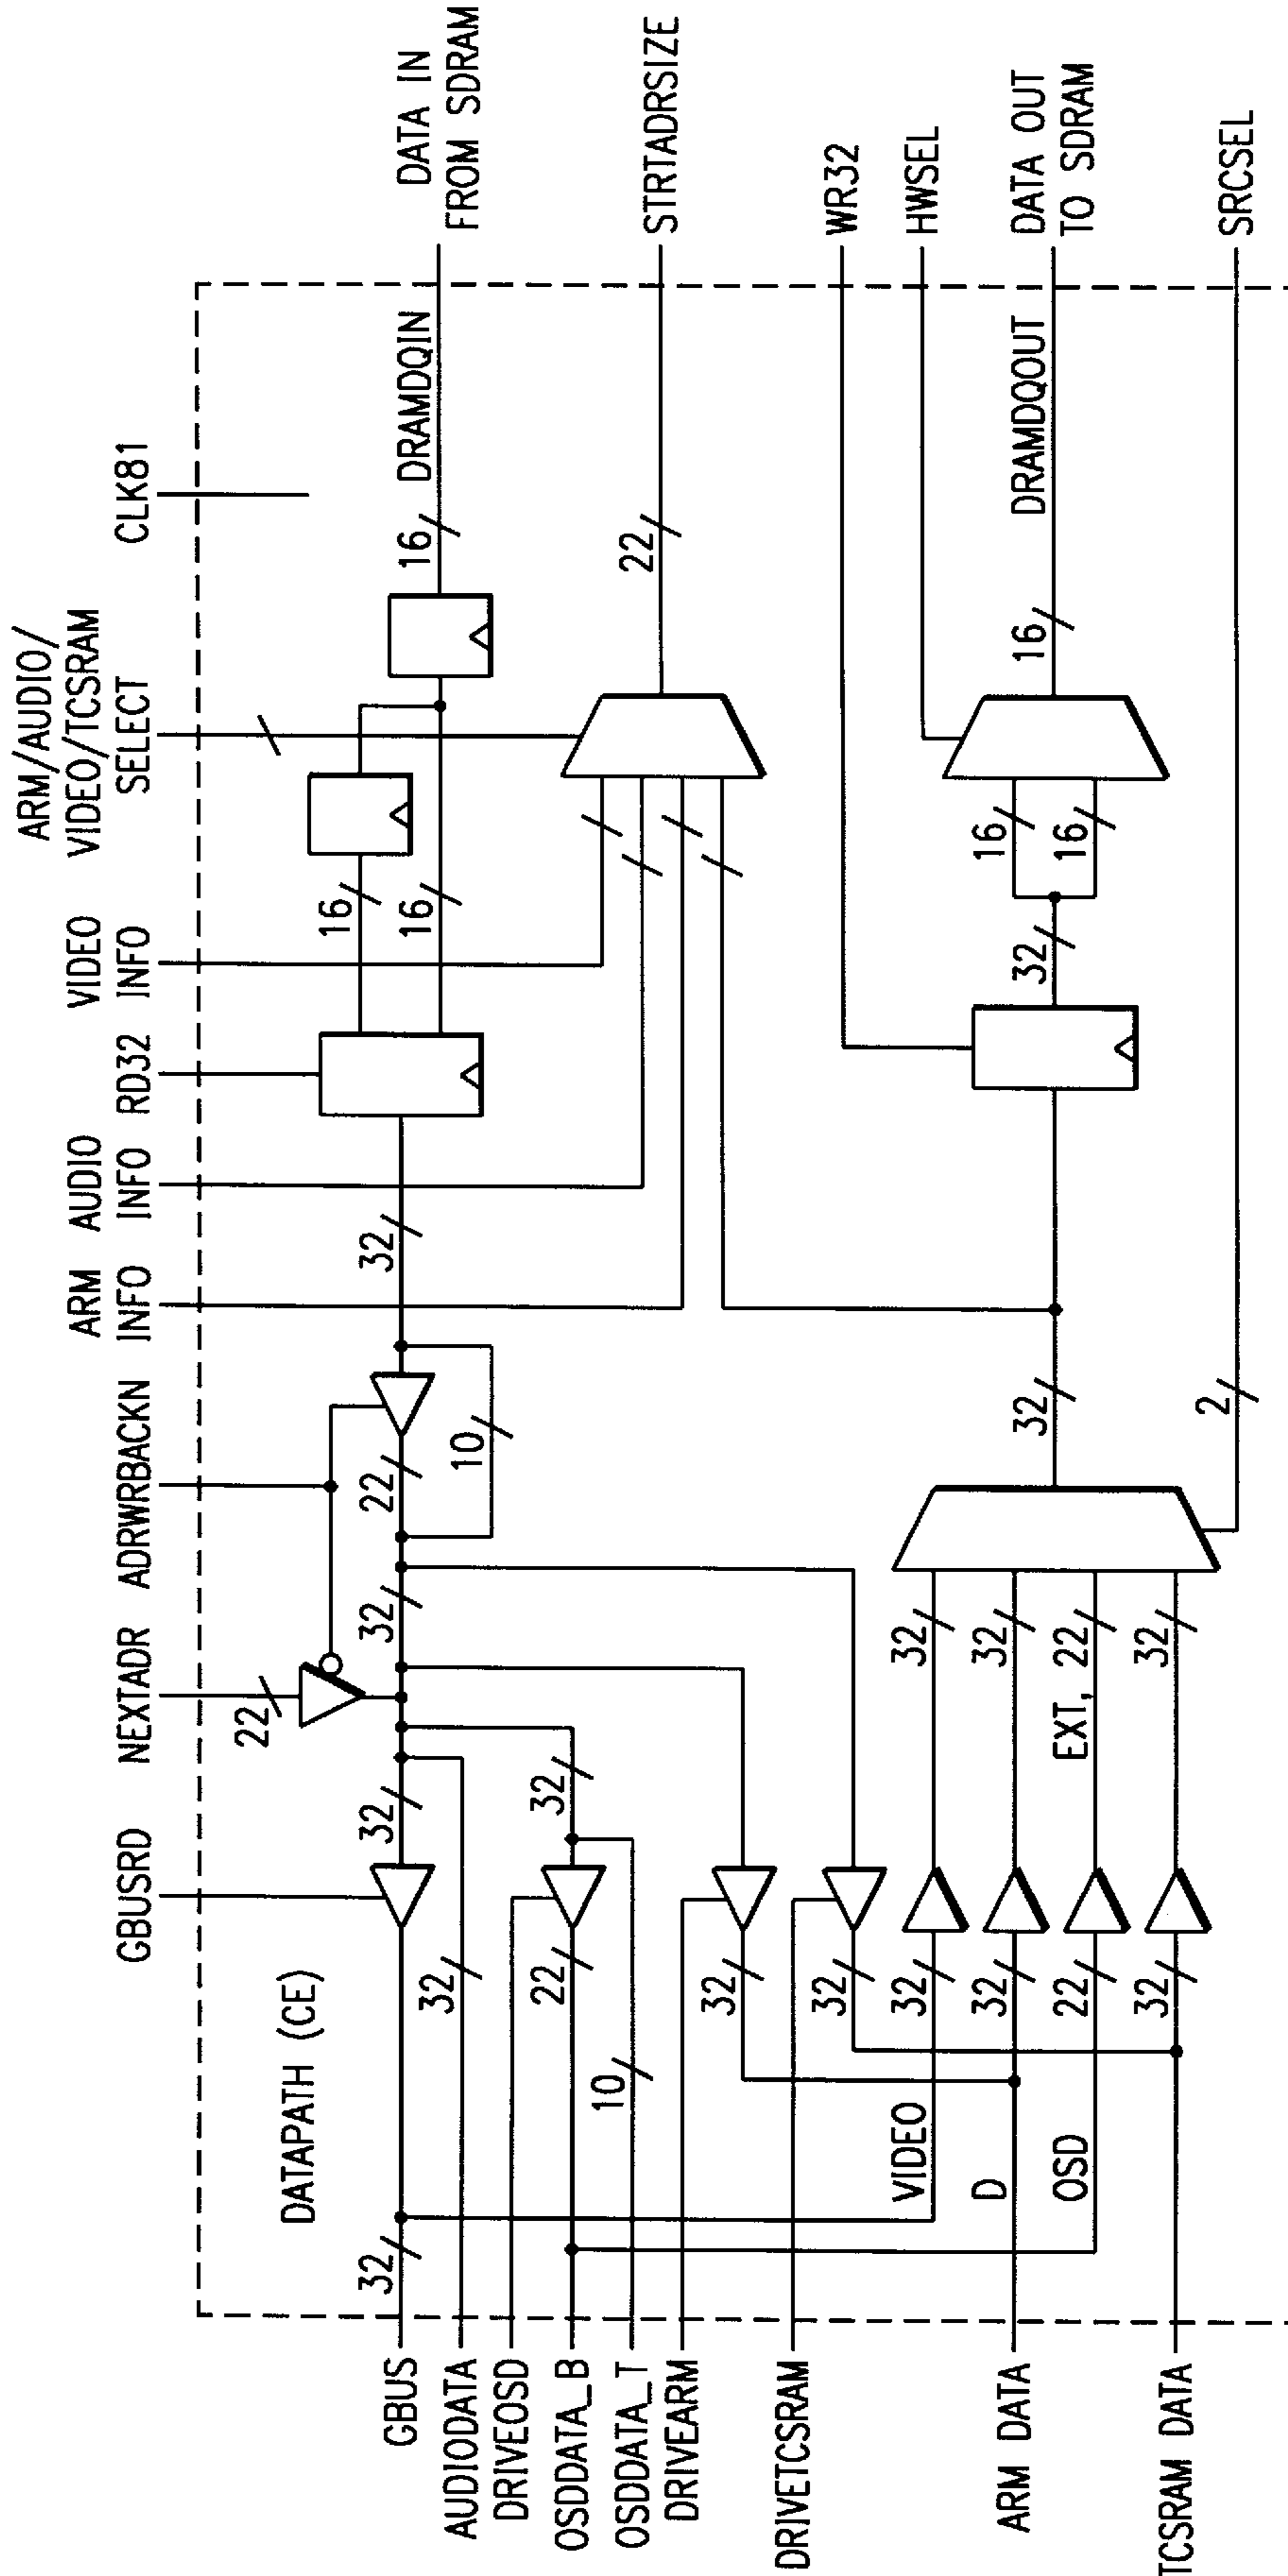 ARM/AUDIO/
VIDEO/TCSRAM
SELECT
GBUSRD
NEXTADR
ADRWRBACKN
ARM
INFO
AUDIO
INFO
RD32
VIDEO
INFO
CLK81
DATAPATH (CE)
GBUS
32
32
32
22
22
10
32
16
16
16
DRAMDQIN
DATA IN
FROM SDRAM
AUDIODATA
32
DRIVEOSD
OSDDATA_B
22
32
OSDDATA_T
10
22
STRTADRSIZE
DRIVEARM
32
DRIVETCSRAM
32
WR32
VIDEO
32
32
HWSEL
ARM DATA
D
32
32
32
32
16
16
16
DRAMDQOUT
DATA OUT
TO SDRAM
OSD
22
EXT, 22
TCSRAM DATA
32
32
2
SRCSEL